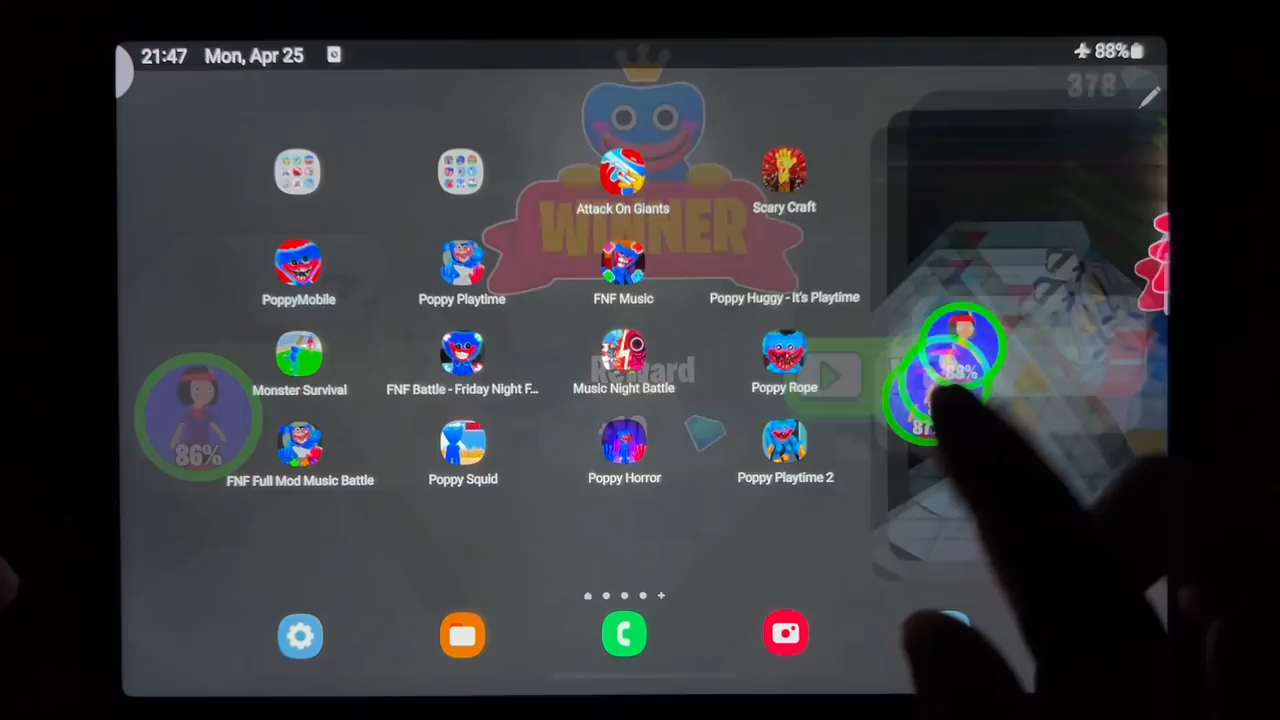 21:47 Mon, Apr 25
88%
378
WINNER
Attack On Giants
Scary Craft
PoppyMobile
Poppy Playtime
FNF Music
Poppy Huggy - It's Playtime
Reward
Monster Survival
FNF Battle - Friday Night F...
Music Night Battle
Poppy Rope
86%
FNF Full Mod Music Battle
Poppy Squid
Poppy Horror
Poppy Playtime 2